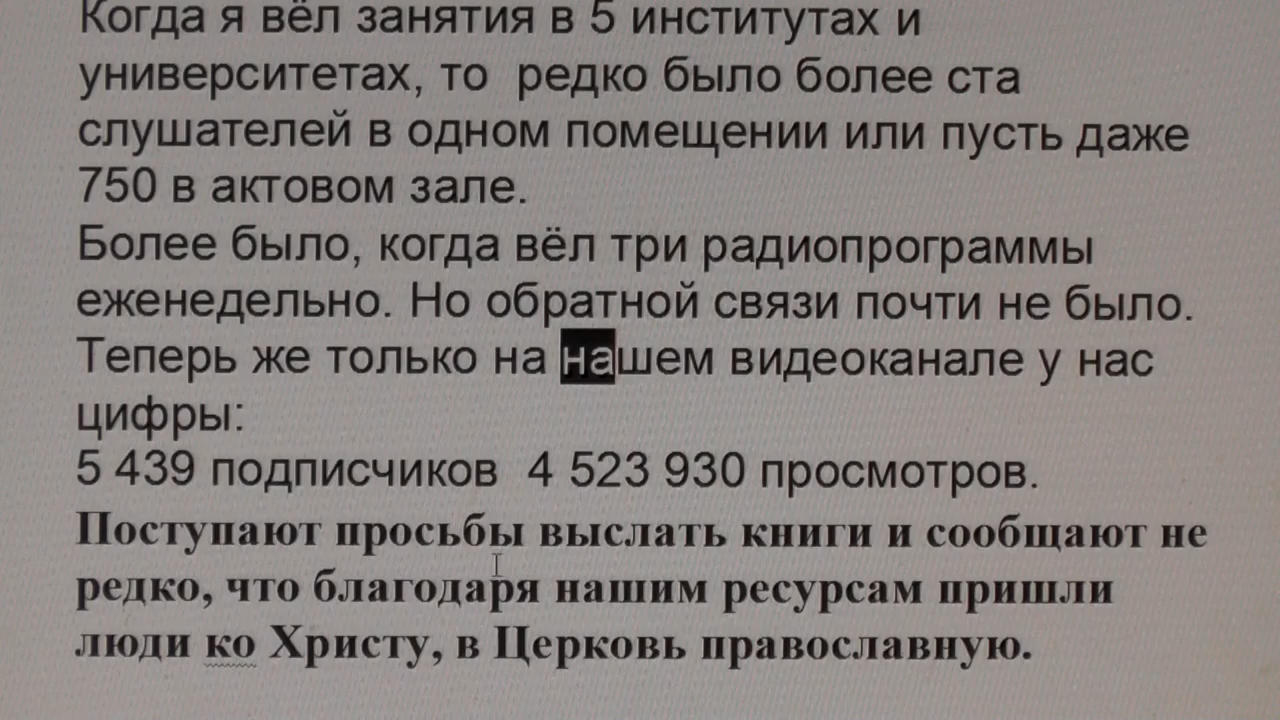 Когда я вёл занятия в 5 институтах и
университетах, то  редко было более ста
слушателей в одном помещении или пусть даже
750 в актовом зале.
Более было, когда вёл три радиопрограммы
еженедельно. Но обратной связи почти не было.
Теперь же только на нашем видеоканале у нас
цифры:
5 439 подписчиков  4 523 930 просмотров.
Поступают просьбы выслать книги и сообщают не
редко, что благодаря нашим ресурсам пришли
люди ко Христу, в Церковь православную.